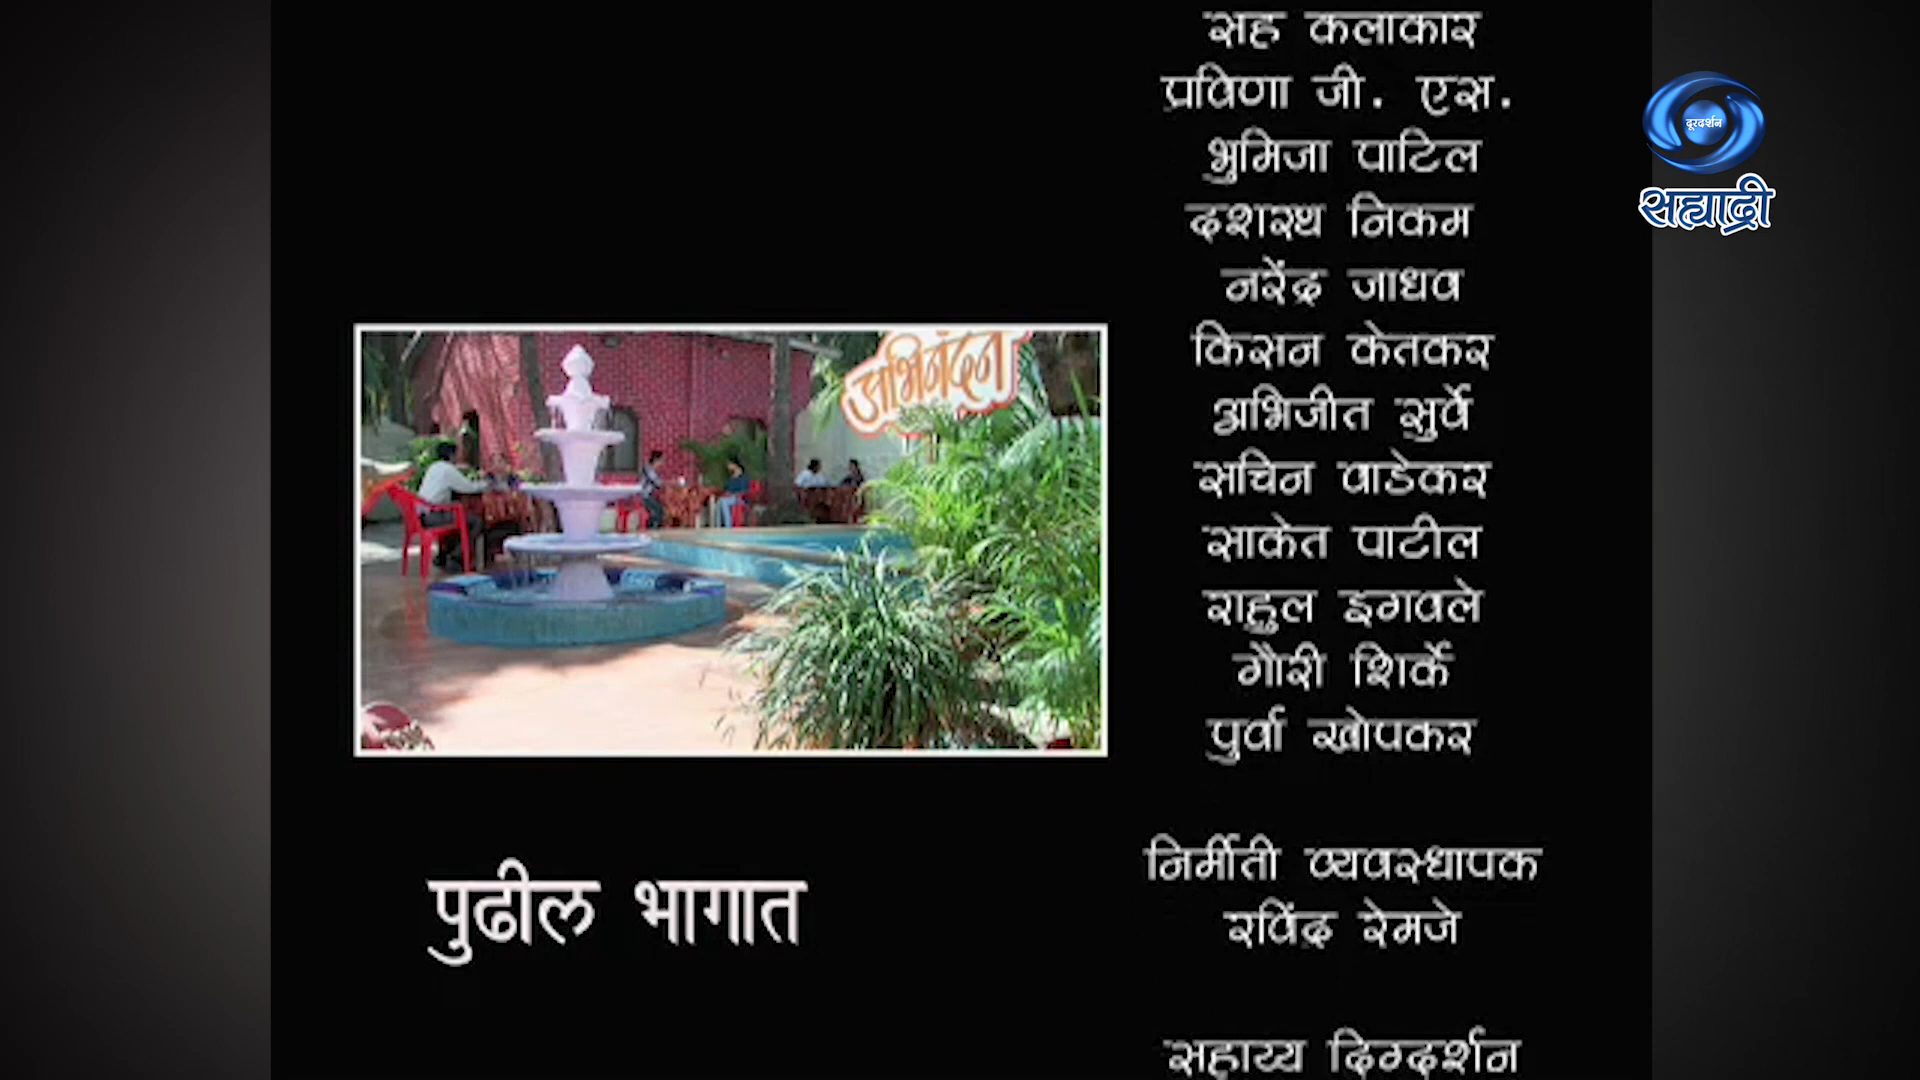 सह कलाकार
प्रविणा जी. एस.
भुमिजा पाटिल
दशरथ निकम
नरेंद्र जाधव
किसन केतकर
अभिजीत सुर्वे
सचिन वाडेकर
साकेत पाटील
राहुल इगवले
गौरी शिर्के
पुर्वा खोपकर
निर्मीती व्यवस्थापक
रविंद्र रेमजे
सहाय्य दिग्दर्शन
दूरदर्शन
सह्याद्री
अभिनंदन
पुढील भागात